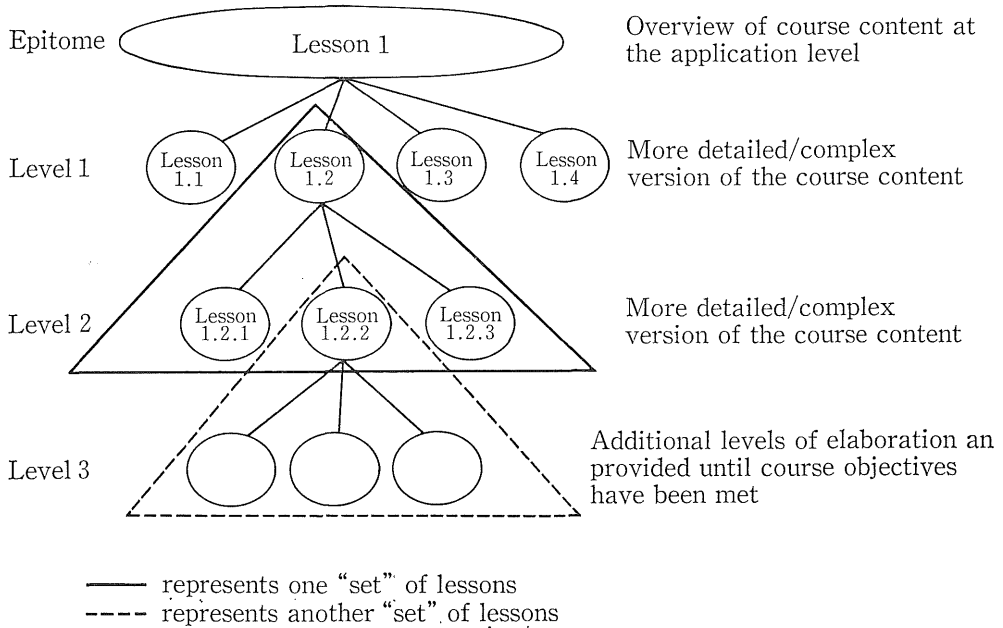 Epitome
Lesson 1
Overview of course content at
the application level
Level 1
Lesson
1.1
Lesson
1.2
Lesson
1.3
Lesson
1.4
More detailed/complex
version of the course content
Level 2
Lesson
1.2.1
Lesson
1.2.2
Lesson
1.2.3
More detailed/complex
version of the course content
Level 3
Additional levels of elaboration an
provided until course objectives
have been met
represents one “set” of lessons
represents another “set” of lessons